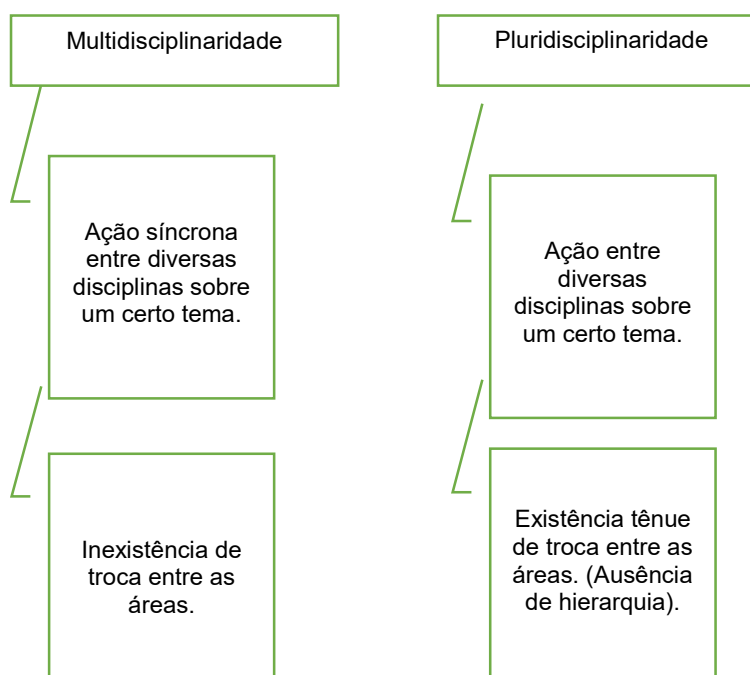 Multidisciplinaridade
Ação síncrona
entre diversas
disciplinas sobre
um certo tema.
Inexistência de
troca entre as
áreas.
Pluridisciplinaridade
Ação entre
diversas
disciplinas sobre
um certo tema.
Existência tênue
de troca entre as
áreas. (Ausência
de hierarquia).